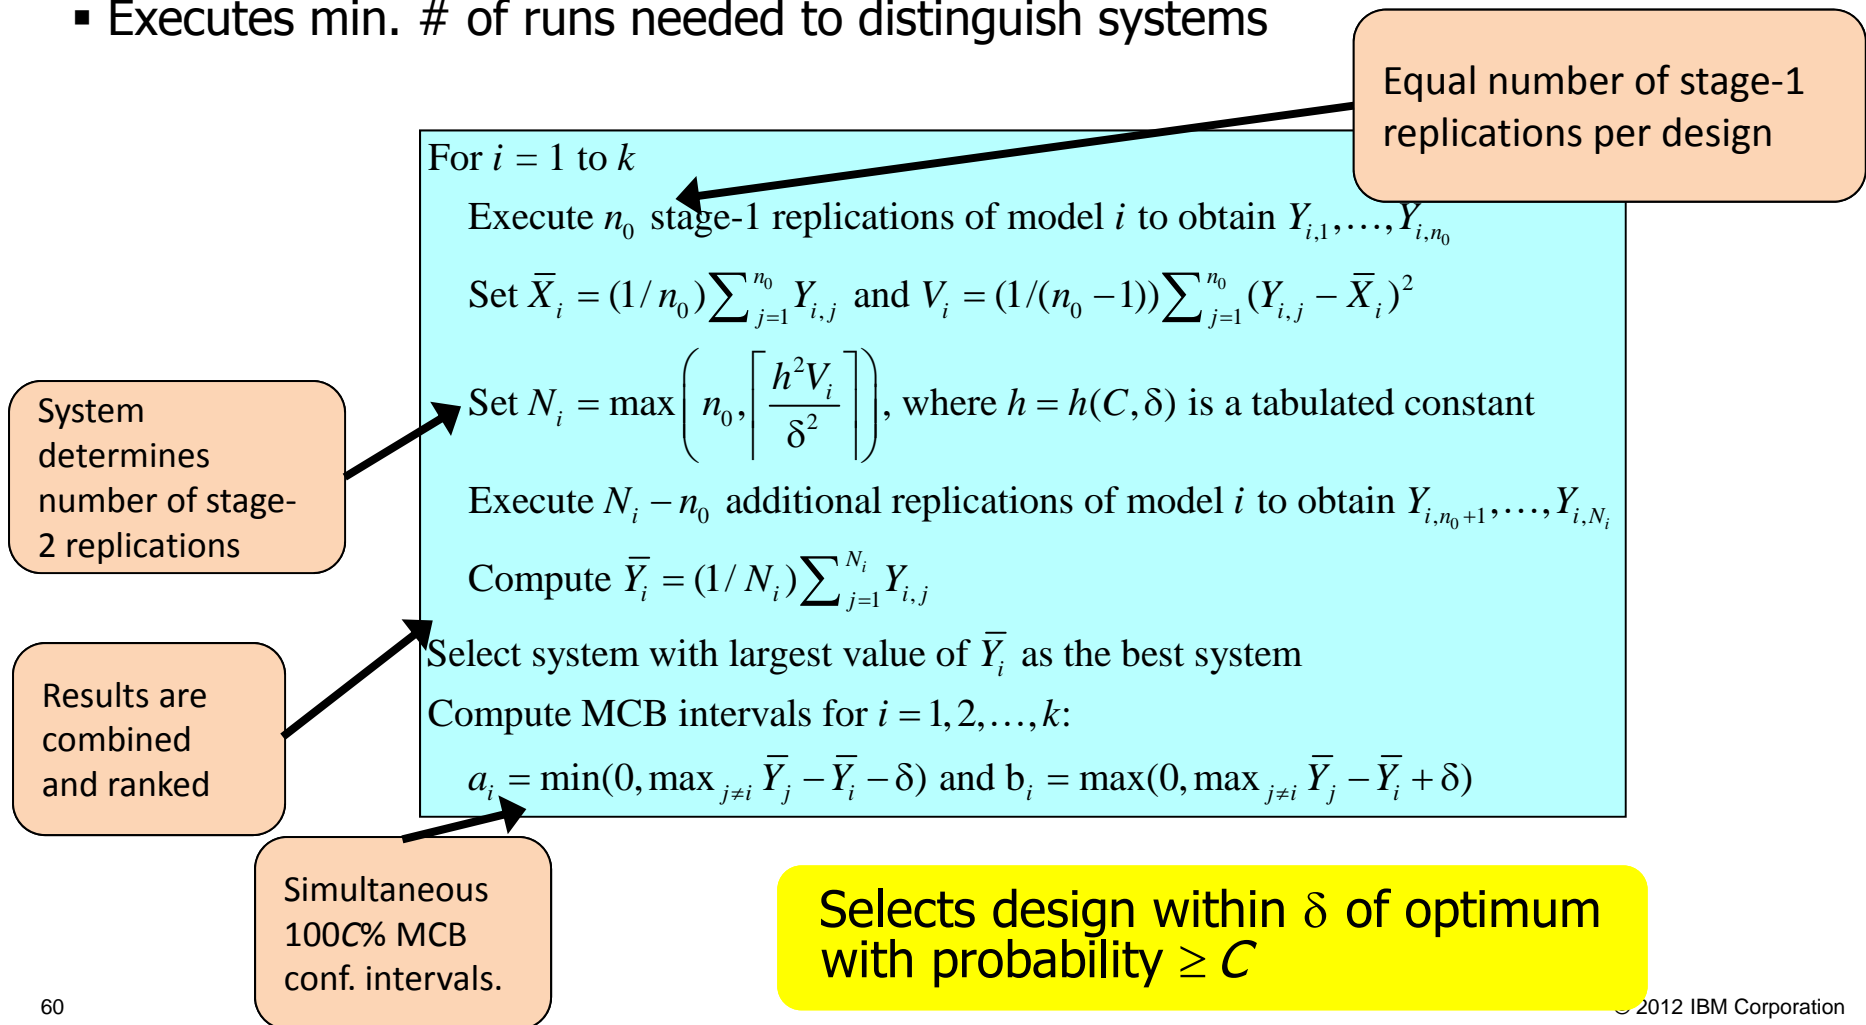 ▪ Executes min. # of runs needed to distinguish systems
Equal number of stage-1
replications per design
For i = 1 to k
Execute n₀ stage-1 replications of model i to obtain Y_{i,1},…,Y_{i,n₀}
Set X̅_i = (1/n₀)∑_{j=1}^{n₀} Y_{i,j} and V_i = (1/(n₀ −1))∑_{j=1}^{n₀} (Y_{i,j} − X̅_i)²
Set N_i = max(n₀, ⌈h²V_i / δ²⌉), where h = h(C,δ) is a tabulated constant
Execute N_i − n₀ additional replications of model i to obtain Y_{i,n₀+1},…,Y_{i,N_i}
Compute Y̅_i = (1/N_i)∑_{j=1}^{N_i} Y_{i,j}
Select system with largest value of Y̅_i as the best system
Compute MCB intervals for i = 1, 2,…,k:
a_i = min(0, max_{j≠i} Y̅_j − Y̅_i − δ) and b_i = max(0, max_{j≠i} Y̅_j − Y̅_i + δ)
System
determines
number of stage-
2 replications
Results are
combined
and ranked
Simultaneous
100C% MCB
conf. intervals.
Selects design within δ of optimum
with probability ≥ C
60
2012 IBM Corporation